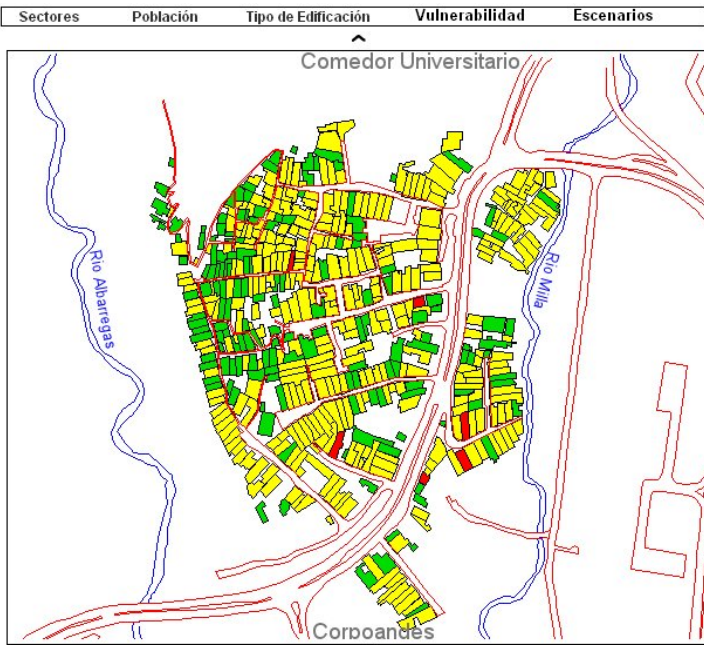 Sectores Población Tipo de Edificación Vulnerabilidad Escenarios
Comedor Universitario
Rio Albarregas
Rio Milla
Corpoandes